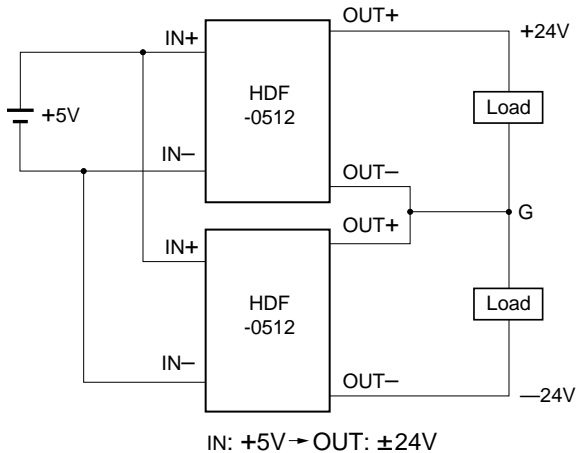 OUT+
+24V
IN+
HDF
-0512
Load
+5V
IN−
OUT−
OUT+
G
IN+
HDF
-0512
Load
IN−
OUT−
—24V
IN: +5V→OUT: ±24V